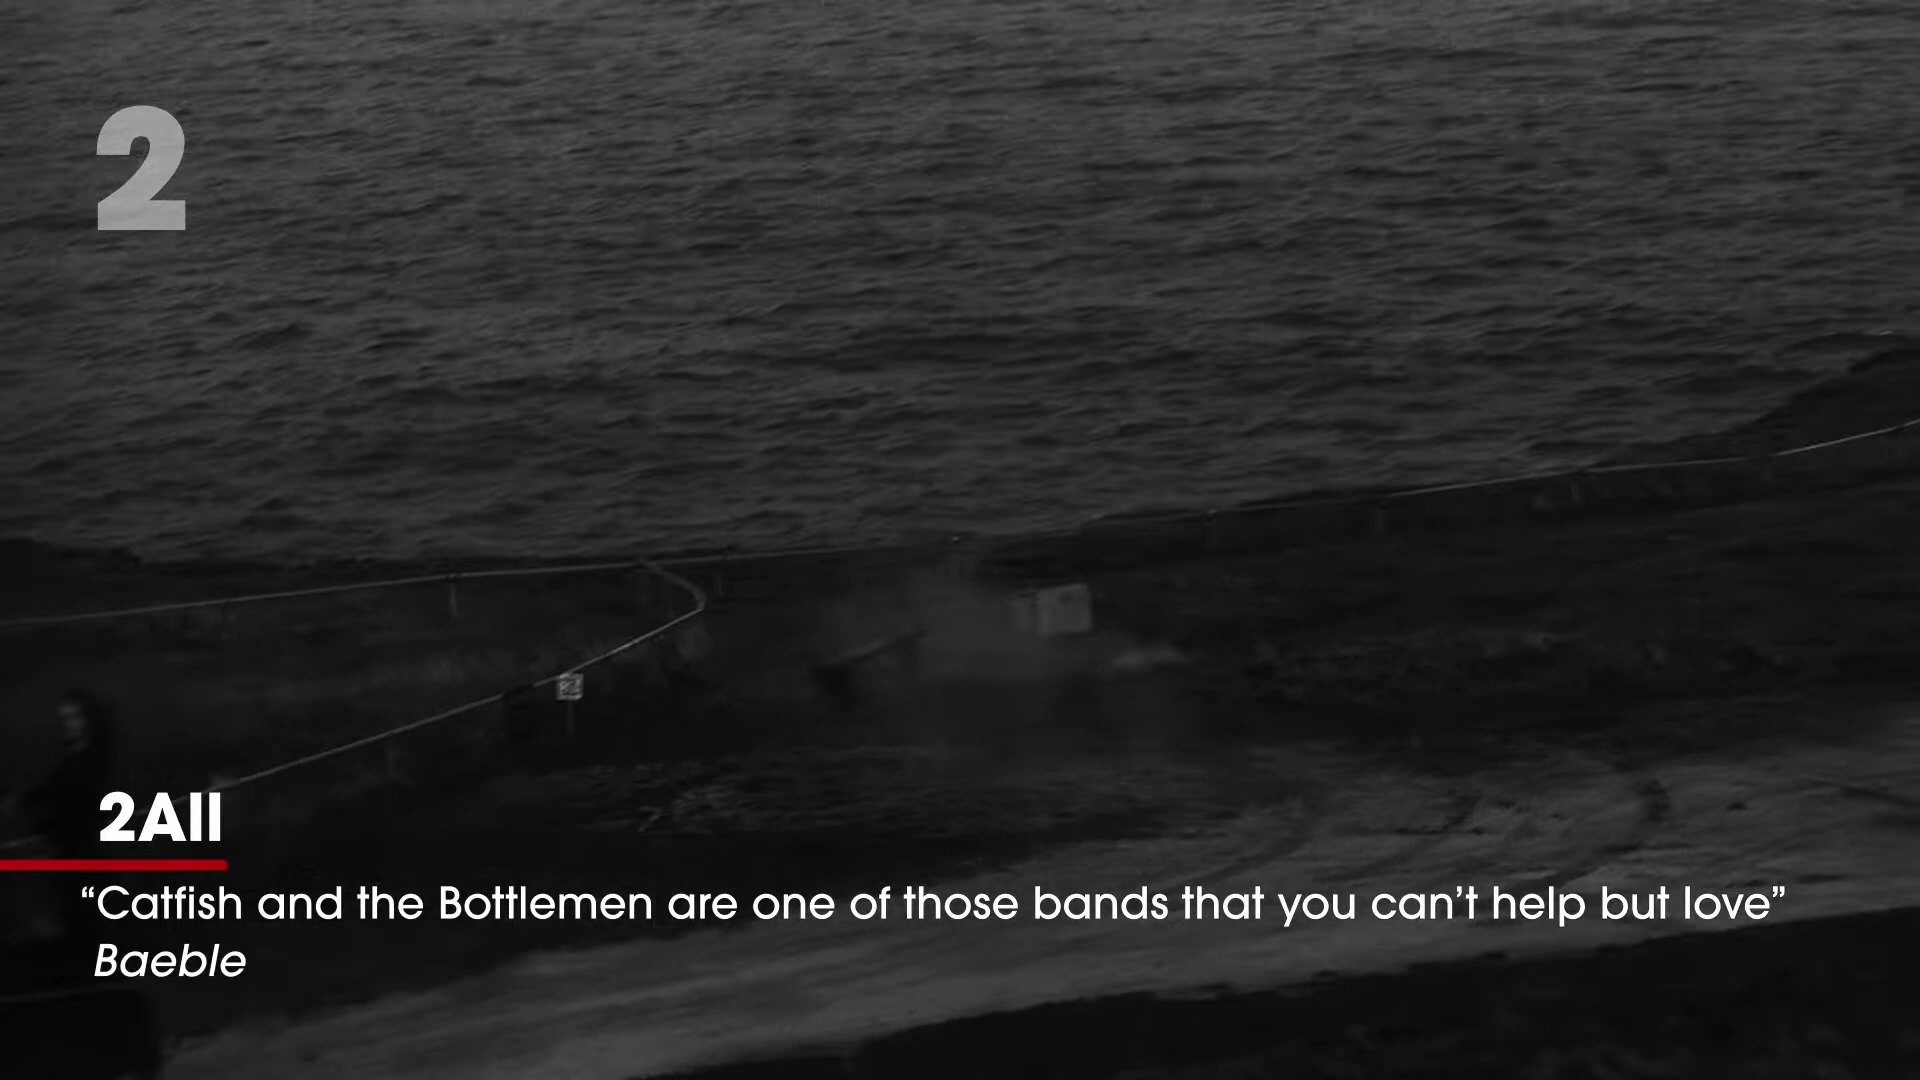 2
2All
“Catfish and the Bottlemen are one of those bands that you can’t help but love”
Baeble